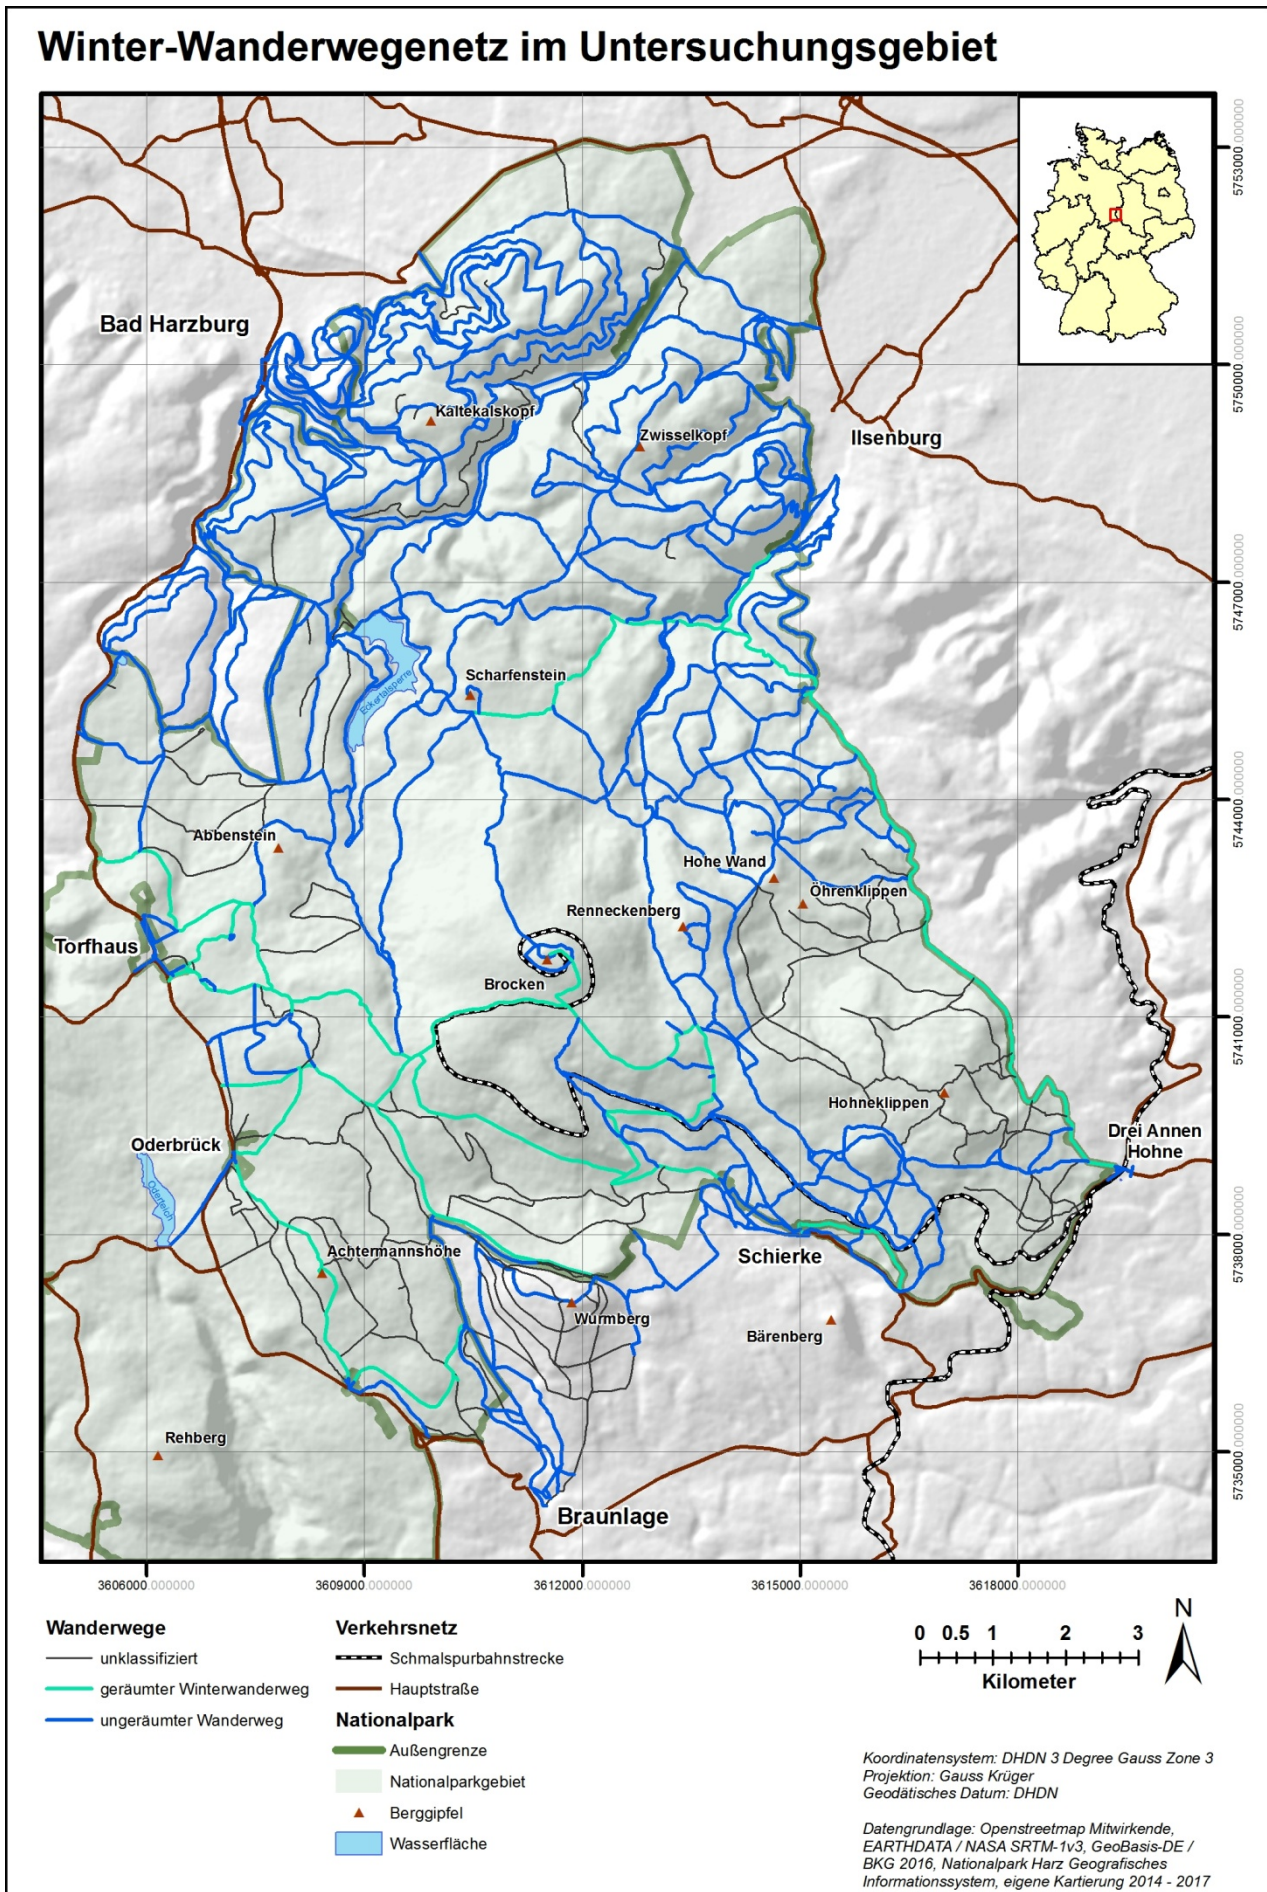 Winter-Wanderwegenetz im Untersuchungsgebiet
5753000.000000
Bad Harzburg
5750000.000000
Kaltekalskopf
Zwisselkopf
Ilsenburg
5747000.000000
Scharfenstein
Eckertalsperre
5744000.000000
Abbenstein
Hohe Wand
Öhrenklippen
Renneckenberg
Torfhaus
Brocken
5741000.000000
Hohneklippen
Drei Annen
Hohne
Oderbrück
Oderteich
Achtermannshöhe
Schierke
5738000.000000
Wurmberg
Bärenberg
Rehberg
5735000.000000
Braunlage
3606000.000000 3609000.000000 3612000.000000 3615000.000000 3618000.000000
Wanderwege
unklassifiziert
geräumter Winterwanderweg
ungeräumter Wanderweg
Verkehrsnetz
Schmalspurbahnstrecke
Hauptstraße
Nationalpark
Außengrenze
Nationalparkgebiet
Berggipfel
Wasserfläche
0 0.5 1 2 3
Kilometer
N
Koordinatensystem: DHDN 3 Degree Gauss Zone 3
Projektion: Gauss Krüger
Geodätisches Datum: DHDN
Datengrundlage: Openstreetmap Mitwirkende,
EARTHDATA / NASA SRTM-1v3, GeoBasis-DE /
BKG 2016, Nationalpark Harz Geografisches
Informationssystem, eigene Kartierung 2014 - 2017